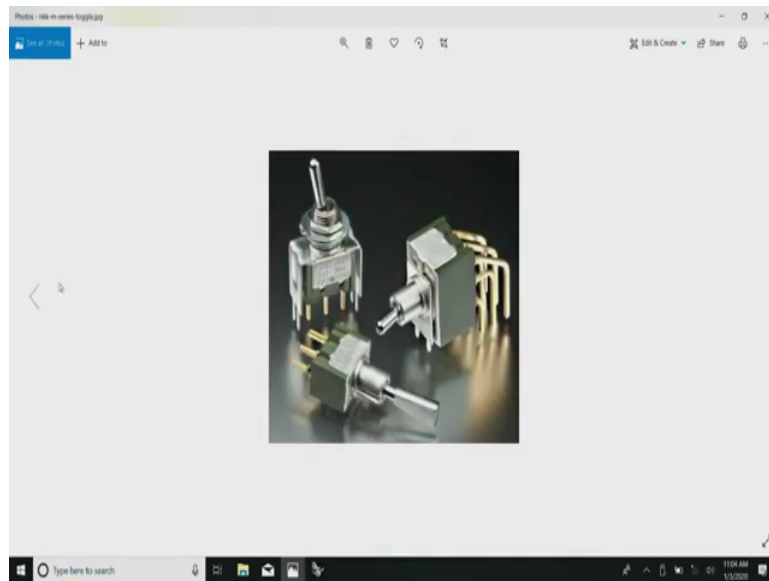 Photos - nkk-m-series-toggle.jpg
See all photos
Add to
Edit & Create
Share
Type here to search
11:04 AM
1/3/2020